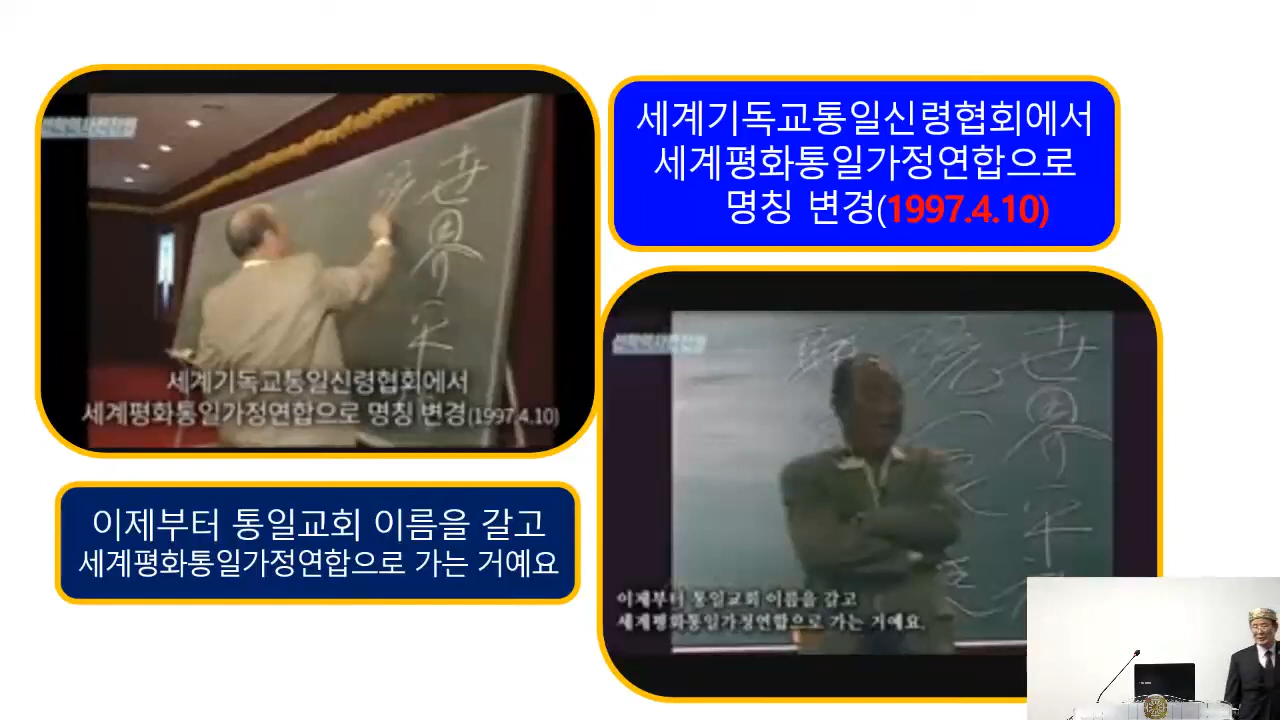 세계기독교통일신령협회에서
세계평화통일가정연합으로
명칭 변경(1997.4.10)
世界平
세계기독교통일신령협회에서
세계평화통일가정연합으로 명칭 변경(1997.4.10)
이제부터 통일교회 이름을 갈고
세계평화통일가정연합으로 가는 거예요
世界平
이제부터 통일교회 이름을 갈고
세계평화통일가정연합으로 가는 거예요.